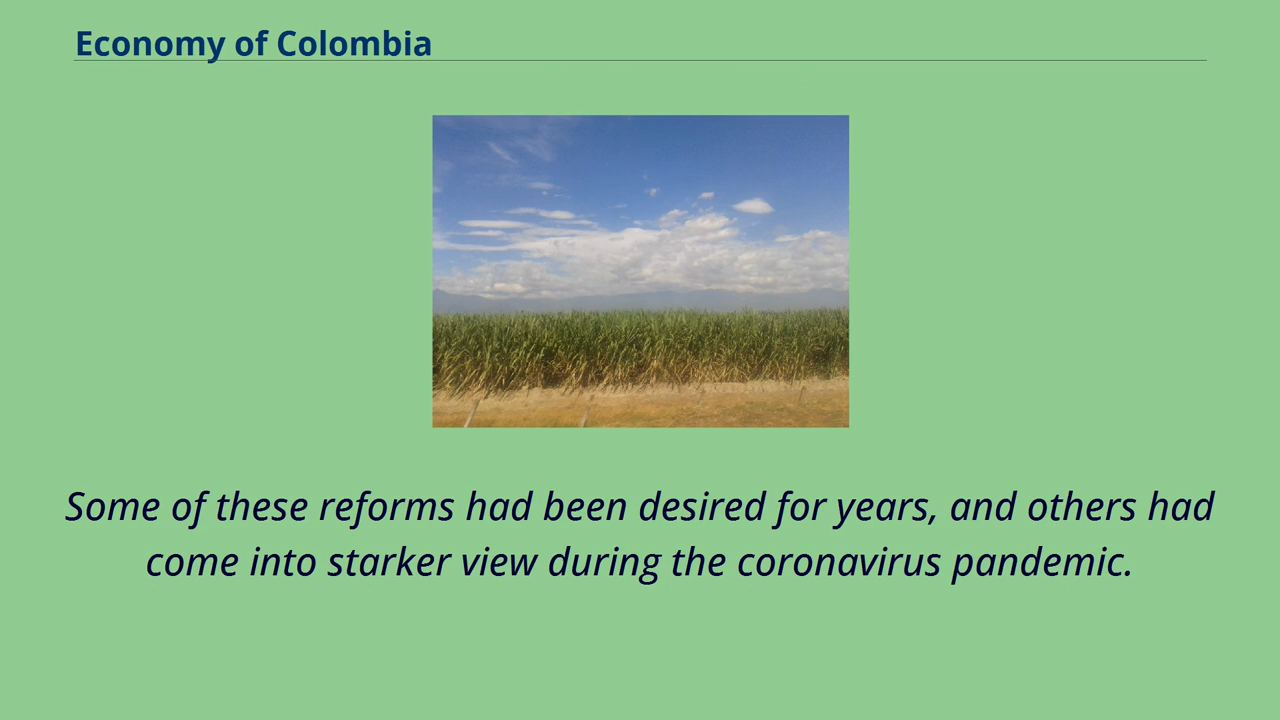 Economy of Colombia
Some of these reforms had been desired for years, and others had
come into starker view during the coronavirus pandemic.